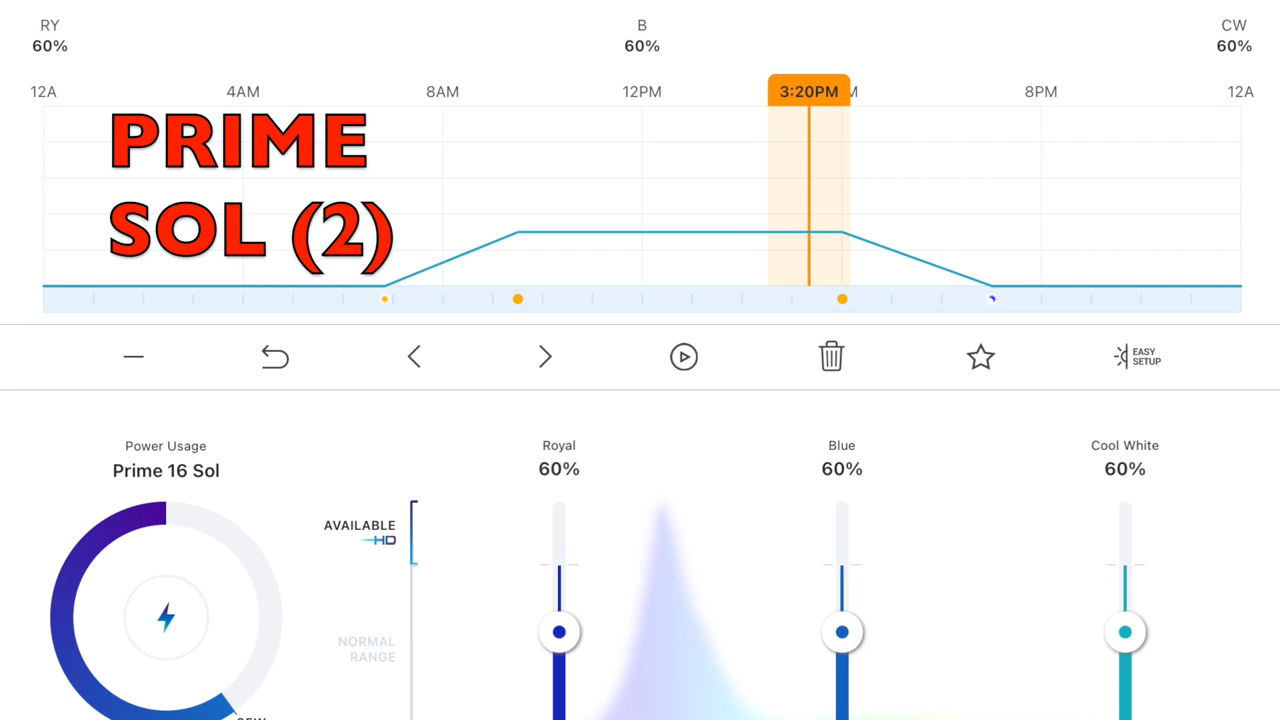 RY B CW
60% 60% 60%
12A 4AM 8AM 12PM 3:20PM M 8PM 12A
PRIME
SOL (2)
EASY
SETUP
Power Usage Royal Blue Cool White
Prime 16 Sol 60% 60% 60%
AVAILABLE
HD
NORMAL
RANGE